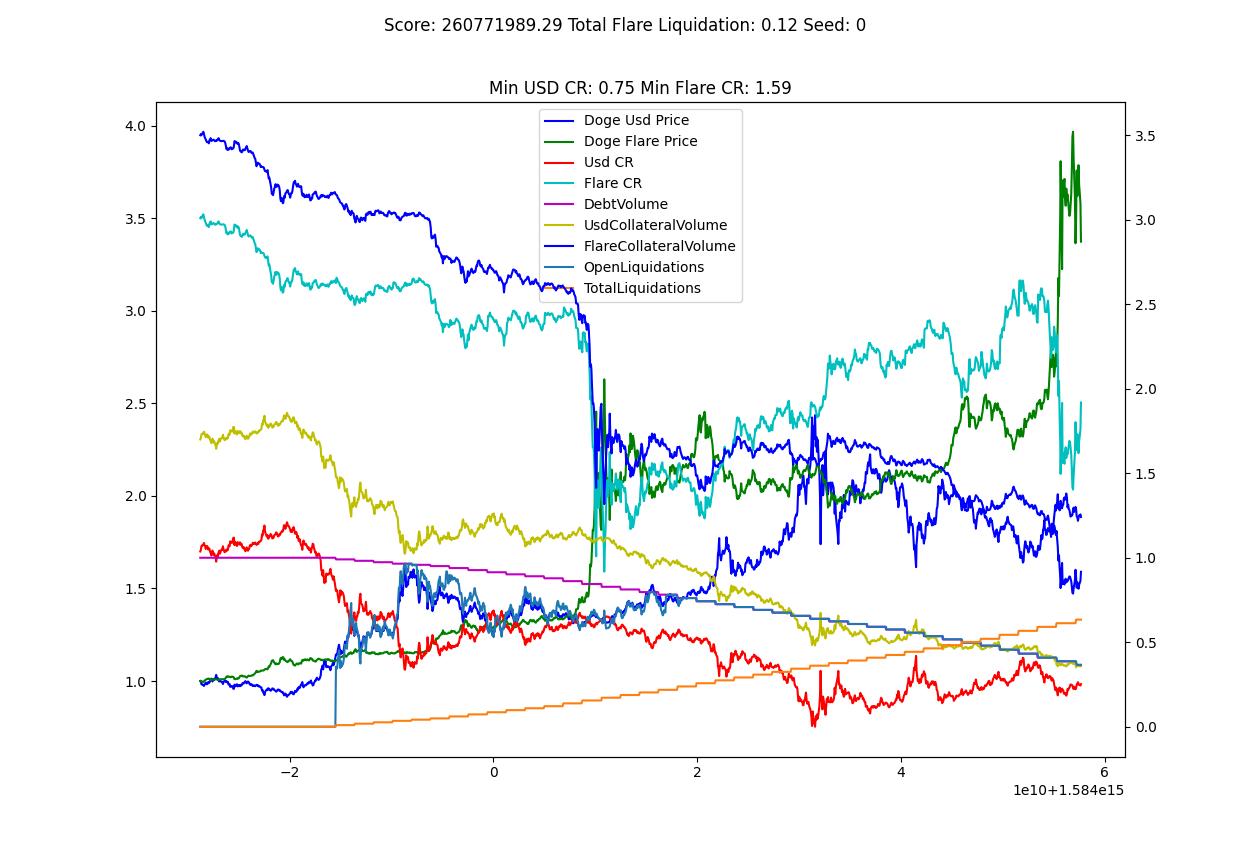 Score: 260771989.29 Total Flare Liquidation: 0.12 Seed: 0
Min USD CR: 0.75 Min Flare CR: 1.59
Doge Usd Price
Doge Flare Price
Usd CR
Flare CR
DebtVolume
UsdCollateralVolume
FlareCollateralVolume
OpenLiquidations
TotalLiquidations
4.0
3.5
3.0
2.5
2.0
1.5
1.0
3.5
3.0
2.5
2.0
1.5
1.0
0.5
0.0
−2 0 2 4 6
1e10+1.584e15